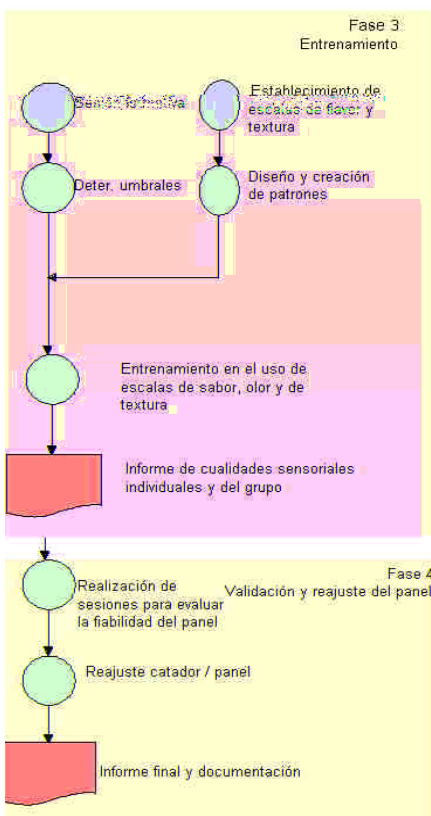 Fase 3
Entrenamiento
Establecimiento de
escalas de flavor y
textura
Deter. umbrales
Diseño y creación
de patrones
Entrenamiento en el uso de
escalas de sabor, olor y de
textura
Informe de cualidades sensoriales
individuales y del grupo
Fase 4
Validación y reajuste del panel
Realización de
sesiones para evaluar
la fiabilidad del panel
Reajuste catador / panel
Informe final y documentación